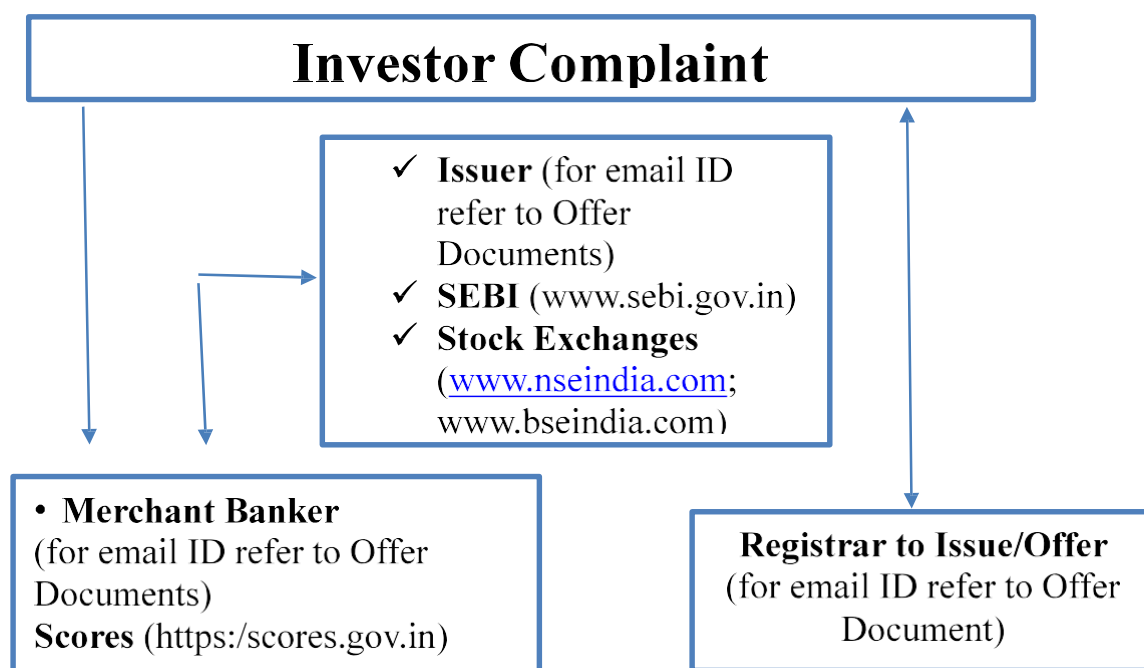 Investor Complaint
✓ Issuer (for email ID
refer to Offer
Documents)
✓ SEBI (www.sebi.gov.in)
✓ Stock Exchanges
(www.nseindia.com;
www.bseindia.com)
• Merchant Banker
(for email ID refer to Offer
Documents)
Scores (https:/scores.gov.in)
Registrar to Issue/Offer
(for email ID refer to Offer
Document)